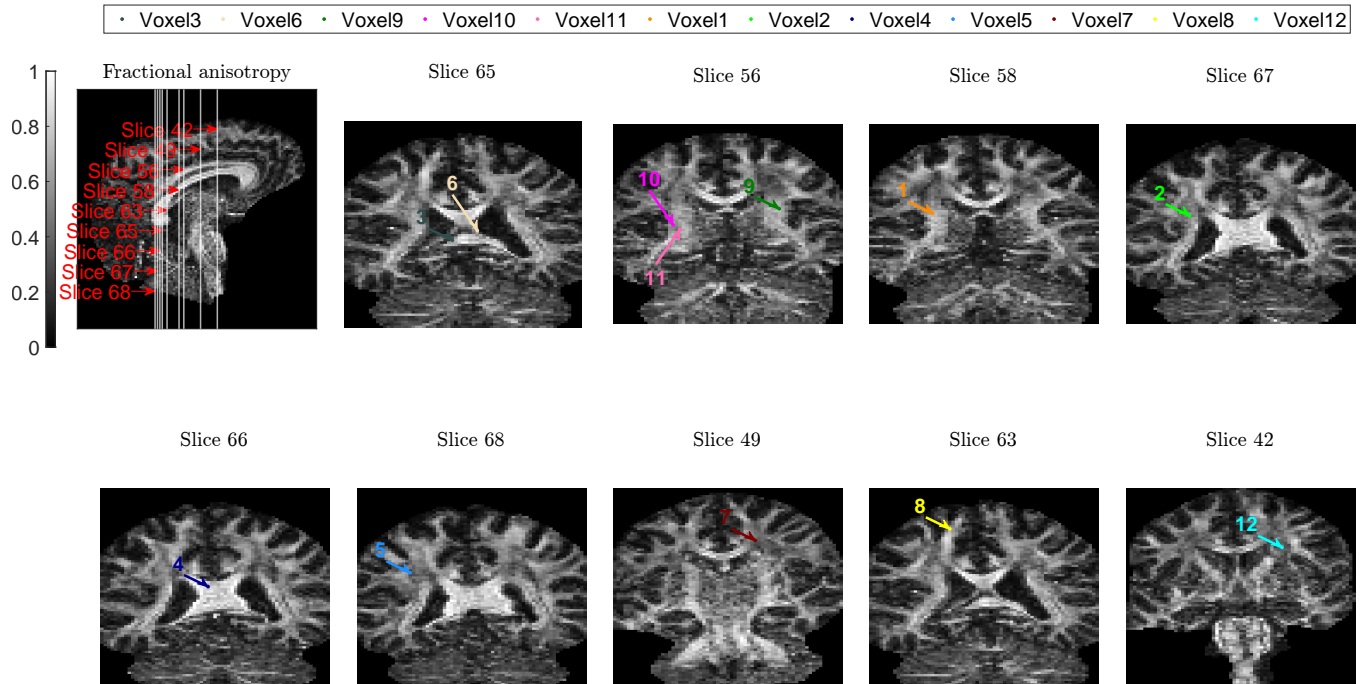 Voxel3 Voxel6 Voxel9 Voxel10 Voxel11 Voxel1 Voxel2 Voxel4 Voxel5 Voxel7 Voxel8 Voxel12
Fractional anisotropy
Slice 65
Slice 56
Slice 58
Slice 67
1
0.8
0.6
0.4
0.2
0
Slice 42
Slice 49
Slice 56
Slice 58
Slice 63
Slice 65
Slice 66
Slice 67
Slice 68
6
3
10
9
11
1
2
Slice 66
Slice 68
Slice 49
Slice 63
Slice 42
4
5
7
8
12